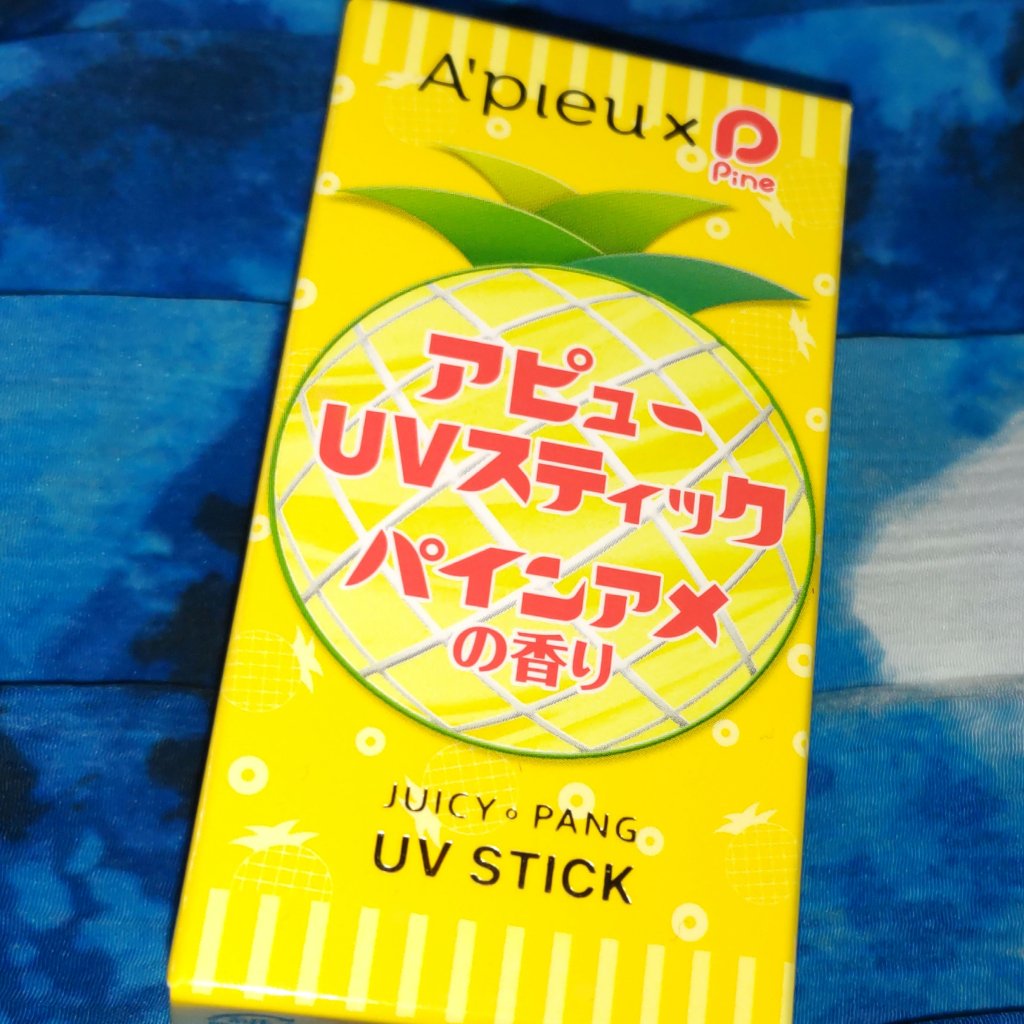 A'pieu × Pine
アピュー
UVスティック
パインアメ
の香り
JUICY。PANG
UV STICK